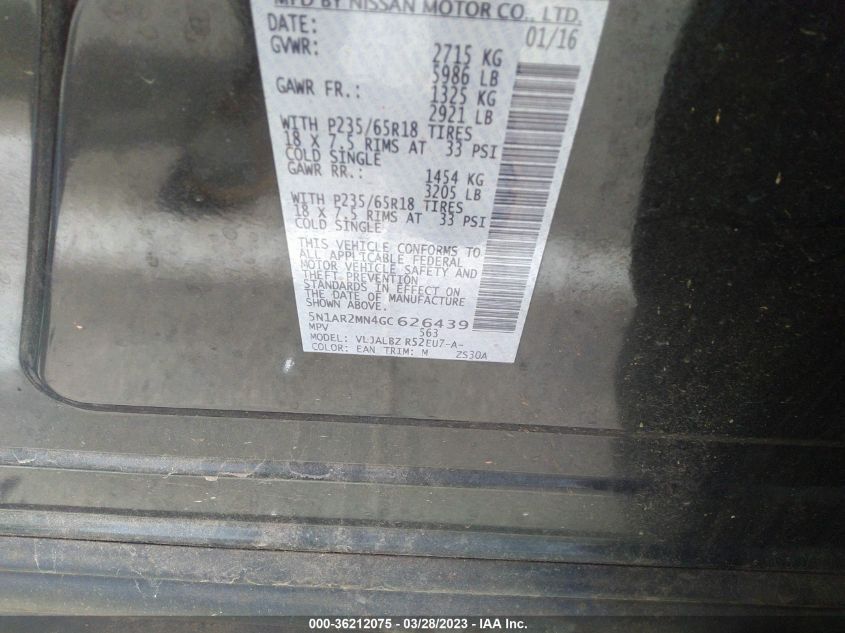 MFD BY NISSAN MOTOR CO., LTD.
DATE: 01/16
GVWR: 2715 KG
5986 LB
GAWR FR.: 1325 KG
2921 LB
WITH P235/65R18 TIRES
18 X 7.5 RIMS AT 33 PSI
COLD SINGLE
GAWR RR.: 1454 KG
3205 LB
WITH P235/65R18 TIRES
18 X 7.5 RIMS AT 33 PSI
COLD SINGLE
THIS VEHICLE CONFORMS TO
ALL APPLICABLE FEDERAL
MOTOR VEHICLE SAFETY AND
THEFT PREVENTION
STANDARDS IN EFFECT ON
THE DATE OF MANUFACTURE
SHOWN ABOVE.
5N1AR2MN4GC626439
MPV 563
MODEL: VLJALBZ R52EU7-A-
COLOR: EAN TRIM: M ZS30A
000-36212075 - 03/28/2023 - IAA Inc.